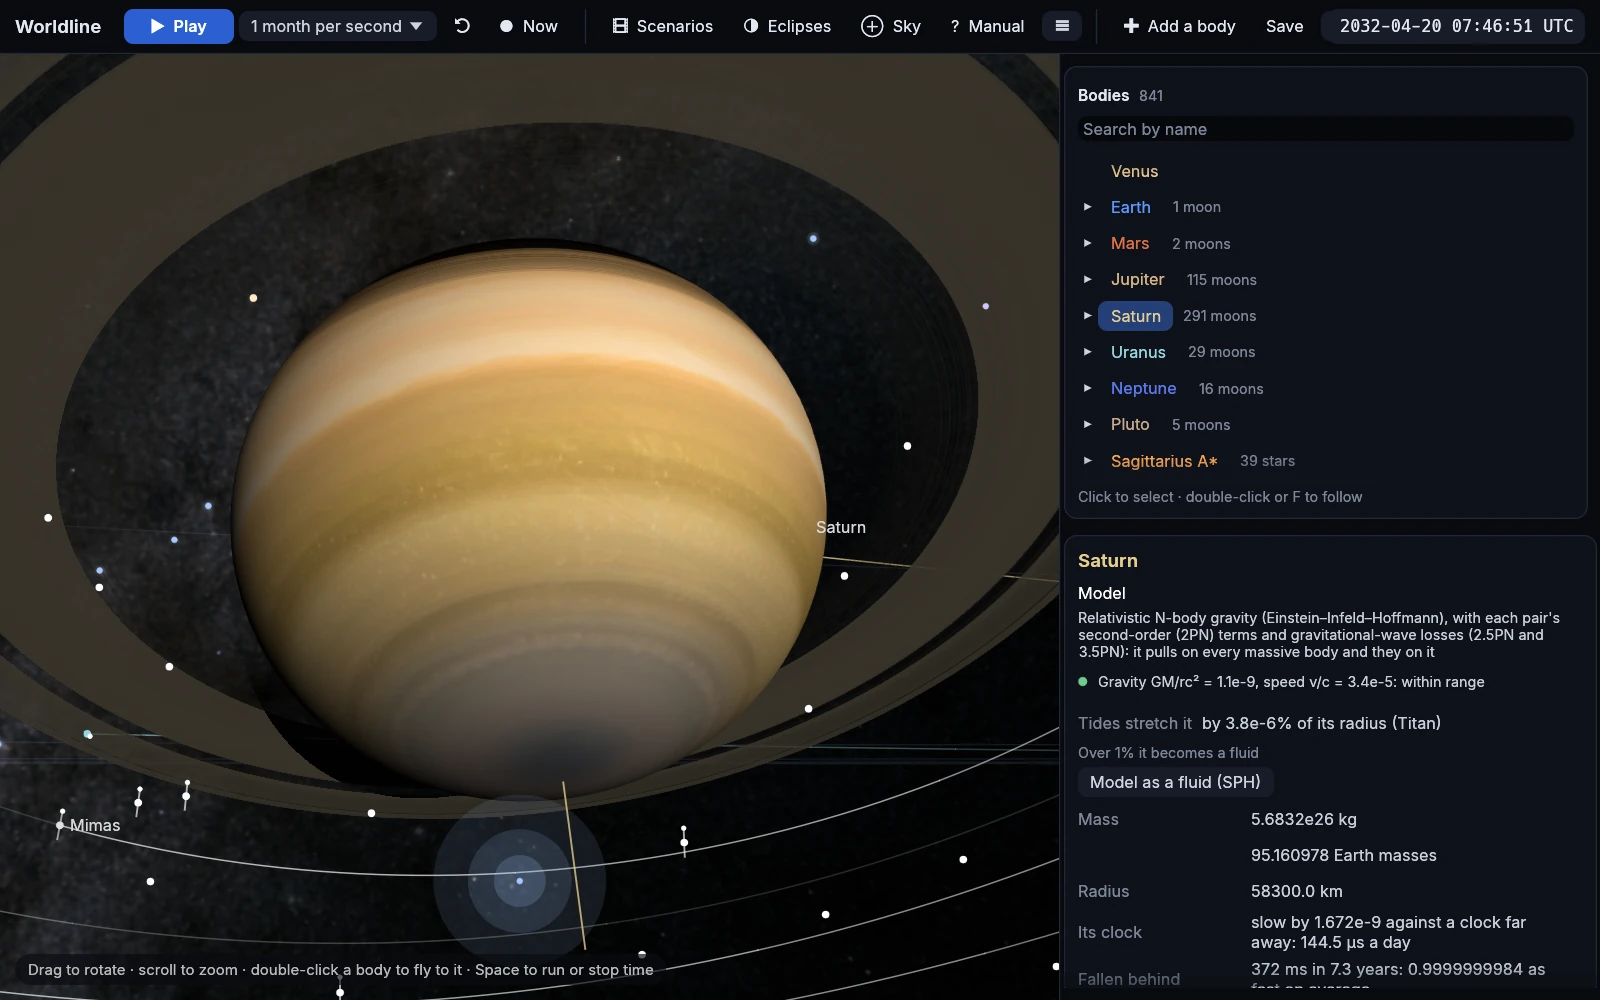 Worldline
Play
1 month per second
Now
Scenarios
Eclipses
Sky
? Manual
Add a body
Save
2032-04-20 07:46:51 UTC
Bodies 841
Search by name
Venus
Earth 1 moon
Mars 2 moons
Jupiter 115 moons
Saturn 291 moons
Uranus 29 moons
Neptune 16 moons
Pluto 5 moons
Sagittarius A* 39 stars
Click to select · double-click or F to follow
Saturn
Model
Relativistic N-body gravity (Einstein–Infeld–Hoffmann), with each pair's
second-order (2PN) terms and gravitational-wave losses (2.5PN and
3.5PN): it pulls on every massive body and they on it
Gravity GM/rc² = 1.1e-9, speed v/c = 3.4e-5: within range
Tides stretch it by 3.8e-6% of its radius (Titan)
Over 1% it becomes a fluid
Model as a fluid (SPH)
Mass 5.6832e26 kg
95.160978 Earth masses
Radius 58300.0 km
Its clock slow by 1.672e-9 against a clock far
away: 144.5 µs a day
Fallen behind 372 ms in 7.3 years: 0.9999999984 as
fast on average
Saturn
Mimas
Drag to rotate · scroll to zoom · double-click a body to fly to it · Space to run or stop time